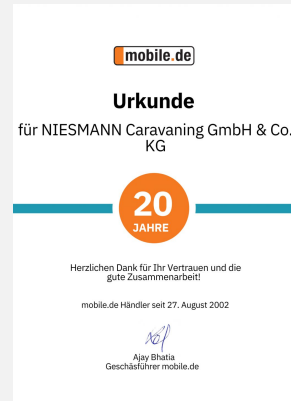 mobile.de
Urkunde
für NIESMANN Caravaning GmbH & Co.
KG
20
JAHRE
Herzlichen Dank für Ihr Vertrauen und die
gute Zusammenarbeit!
mobile.de Händler seit 27. August 2002
Ajay Bhatia
Geschäsführer mobile.de